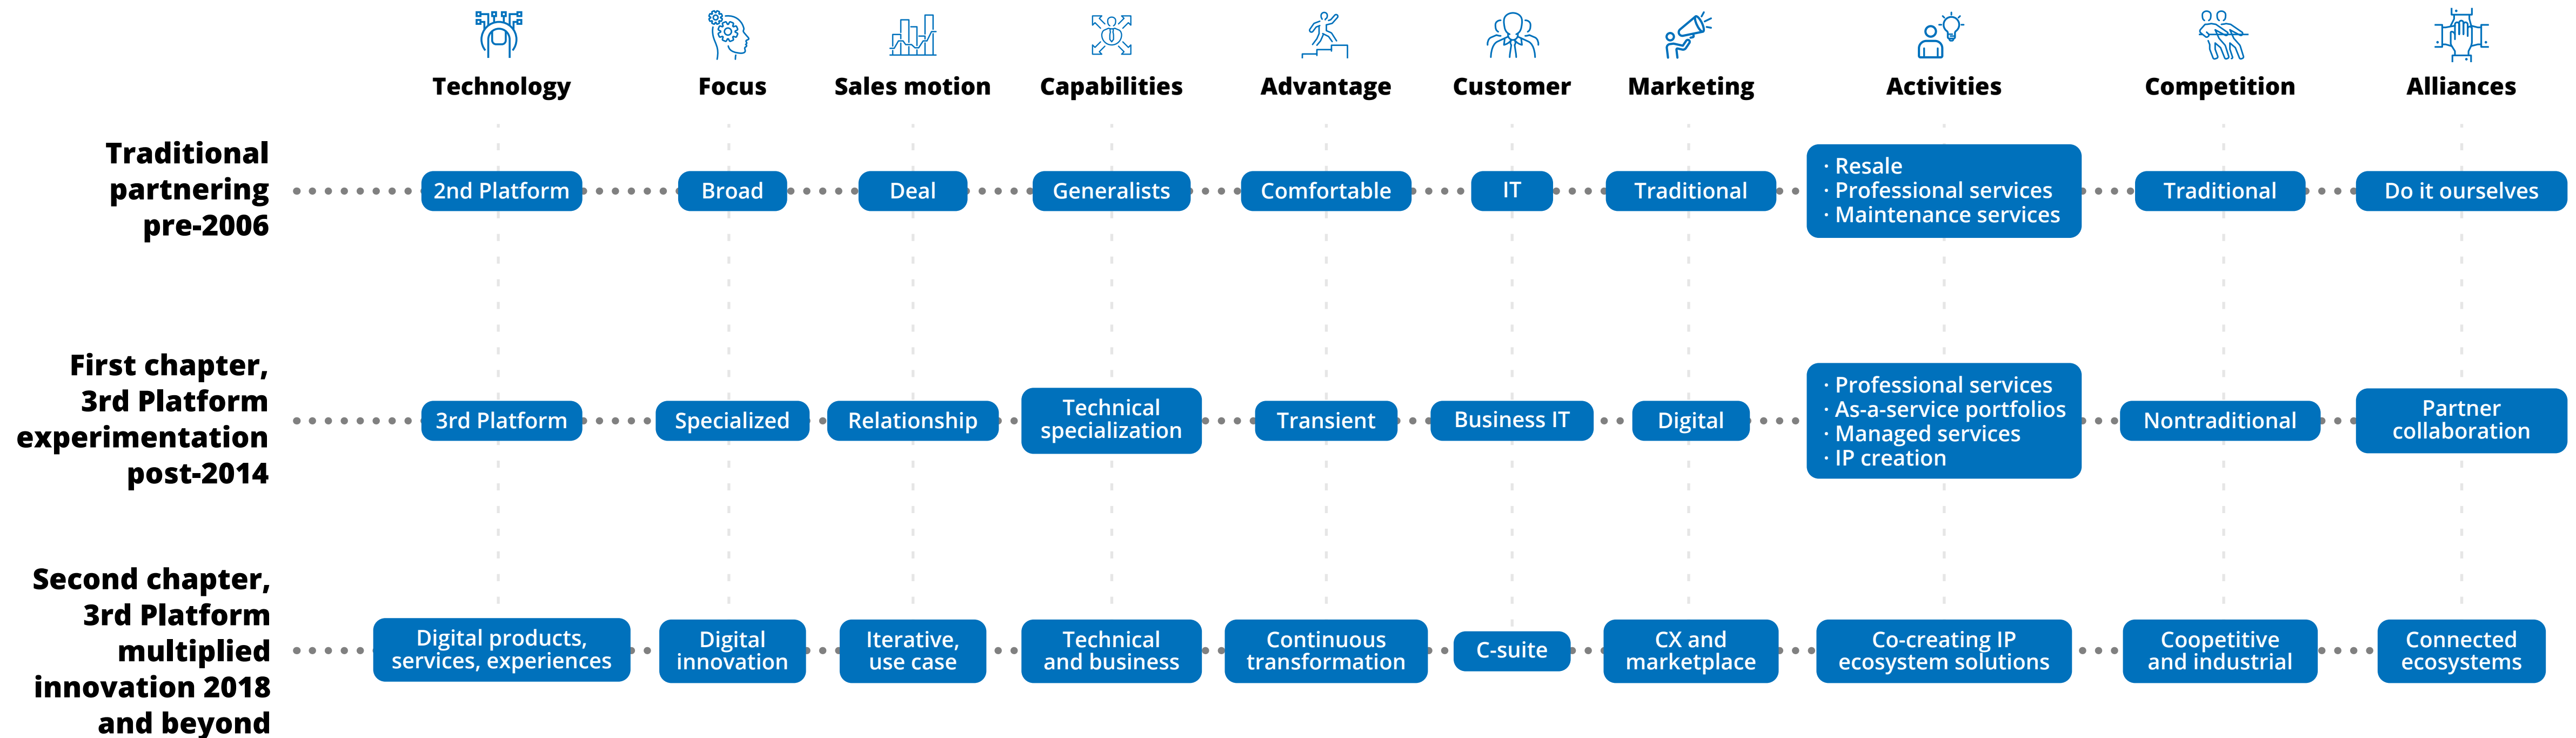 Technology
Focus
Sales motion
Capabilities
Advantage
Customer
Marketing
Activities
Competition
Alliances
Traditional
partnering
pre-2006
2nd Platform
Broad
Deal
Generalists
Comfortable
IT
Traditional
· Resale
· Professional services
· Maintenance services
Traditional
Do it ourselves
First chapter,
3rd Platform
experimentation
post-2014
3rd Platform
Specialized
Relationship
Technical
specialization
Transient
Business IT
Digital
· Professional services
· As-a-service portfolios
· Managed services
· IP creation
Nontraditional
Partner
collaboration
Second chapter,
3rd Platform
multiplied
innovation 2018
and beyond
Digital products,
services, experiences
Digital
innovation
Iterative,
use case
Technical
and business
Continuous
transformation
C-suite
CX and
marketplace
Co-creating IP
ecosystem solutions
Coopetitive
and industrial
Connected
ecosystems